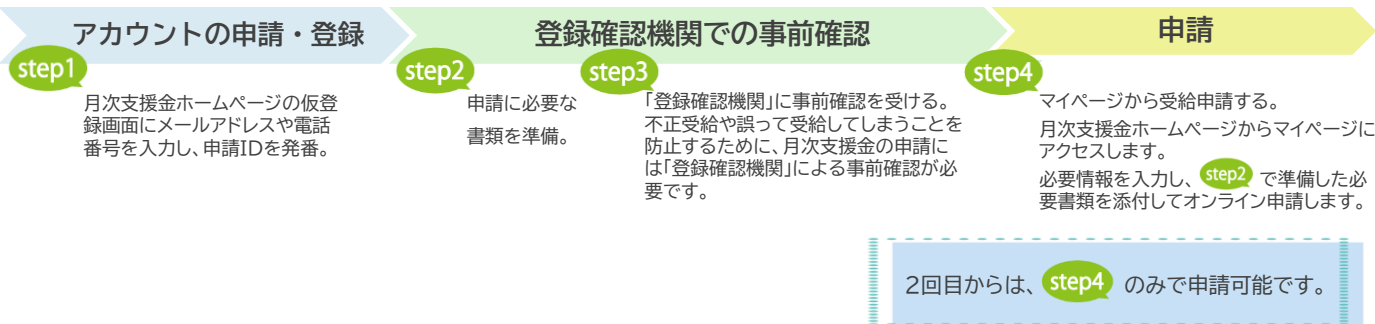 アカウントの申請・登録
step1
月次支援金ホームページの仮登
録画面にメールアドレスや電話
番号を入力し、申請IDを発番。
登録確認機関での事前確認
step2
申請に必要な
書類を準備。
step3
「登録確認機関」に事前確認を受ける。
不正受給や誤って受給してしまうことを
防止するために、月次支援金の申請に
は「登録確認機関」による事前確認が必
要です。
申請
step4
マイページから受給申請する。
月次支援金ホームページからマイページに
アクセスします。
必要情報を入力し、 step2 で準備した必
要書類を添付してオンライン申請します。
2回目からは、 step4 のみで申請可能です。